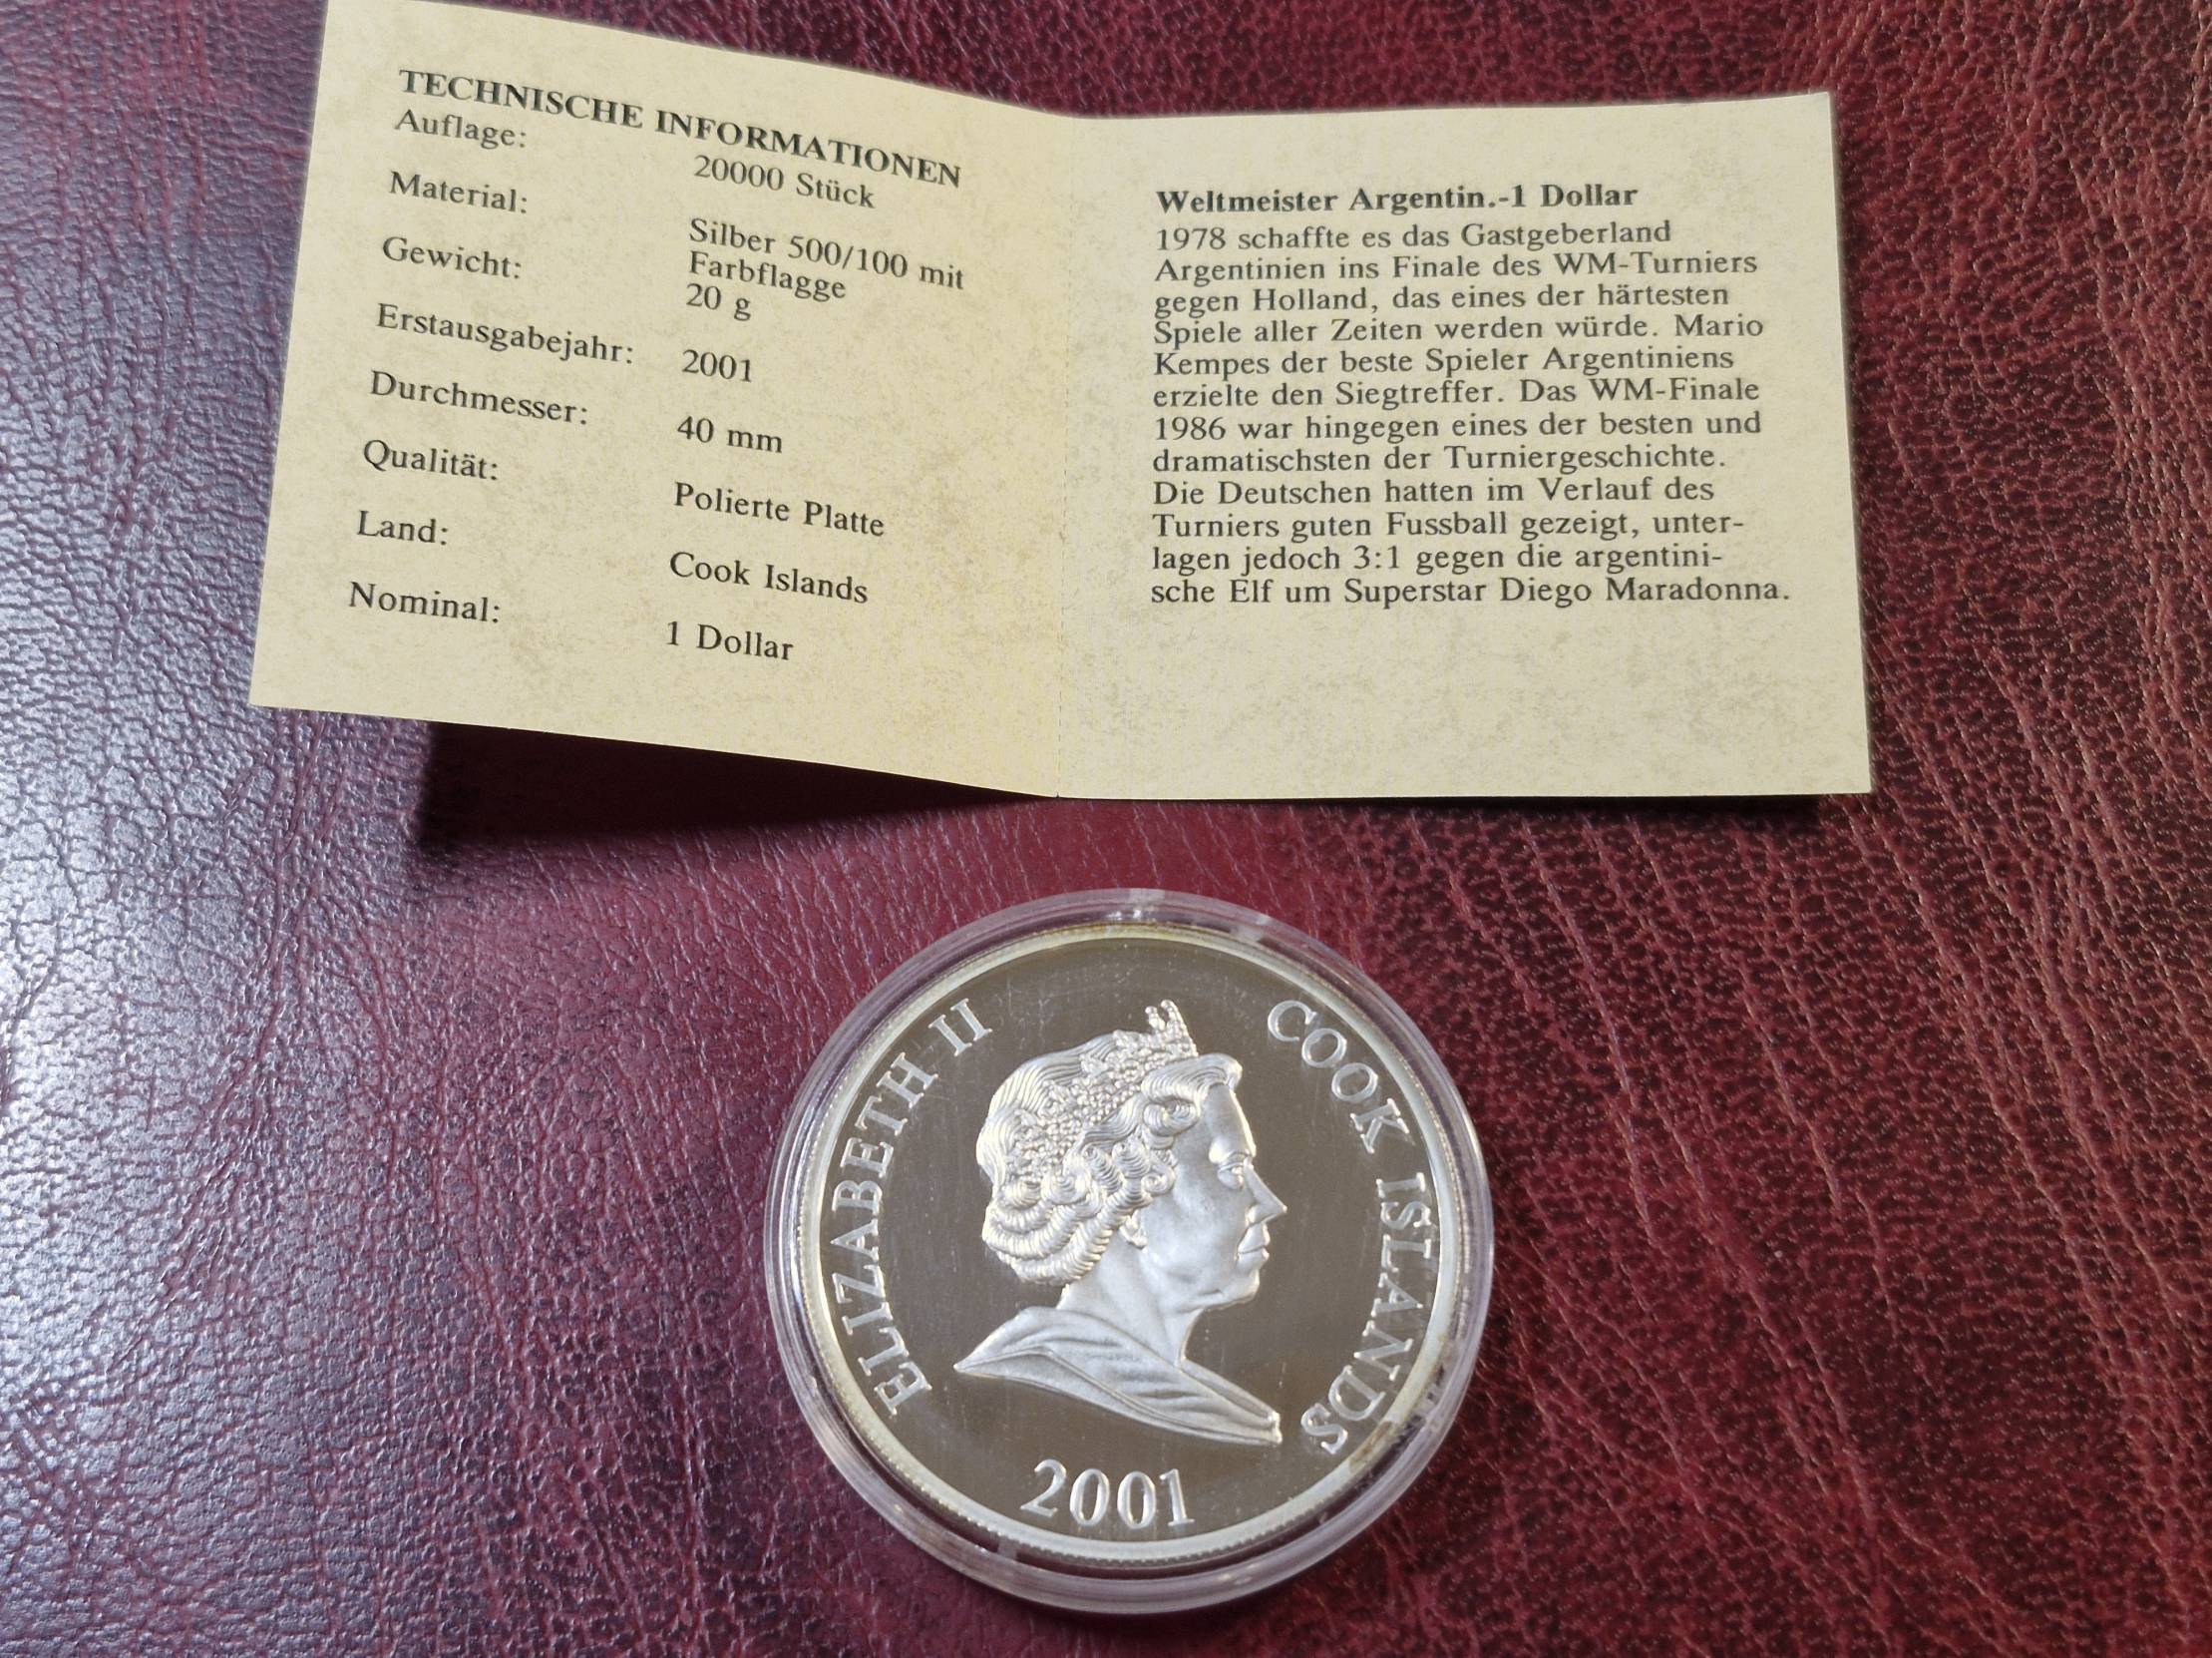 TECHNISCHE INFORMATIONEN
Auflage: 20000 Stück
Material: Silber 500/100 mit
Farbflagge
Gewicht: 20 g
Erstausgabejahr: 2001
Durchmesser: 40 mm
Qualität: Polierte Platte
Land: Cook Islands
Nominal: 1 Dollar
Weltmeister Argentin.-1 Dollar
1978 schaffte es das Gastgeberland
Argentinien ins Finale des WM-Turniers
gegen Holland, das eines der härtesten
Spiele aller Zeiten werden würde. Mario
Kempes der beste Spieler Argentiniens
erzielte den Siegtreffer. Das WM-Finale
1986 war hingegen eines der besten und
dramatischsten der Turniergeschichte.
Die Deutschen hatten im Verlauf des
Turniers guten Fussball gezeigt, unter-
lagen jedoch 3:1 gegen die argentini-
sche Elf um Superstar Diego Maradonna.
ELIZABETH II
COOK ISLANDS
2001